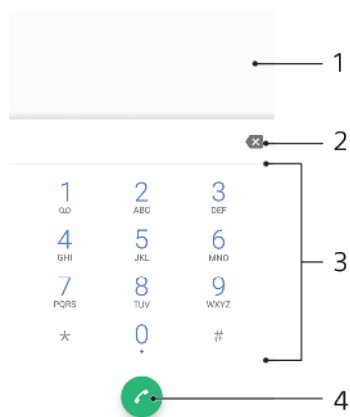 1
2
1 2 3
ABC DEF
4 5 6
GHI JKL MNO
3
7 8 9
PQRS TUV WXYZ
* 0 #
+
4